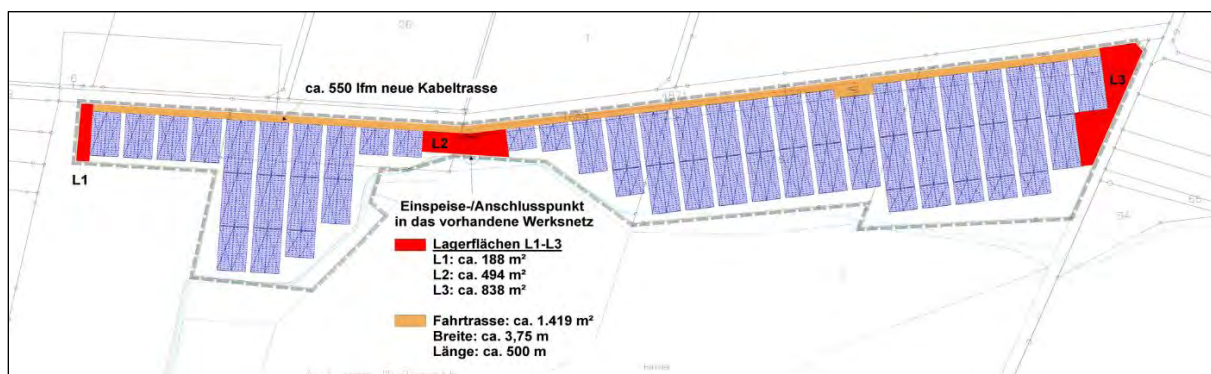 ca. 550 lfm neue Kabeltrasse
L1
L2
L3
Einspeise-/Anschlusspunkt
in das vorhandene Werksnetz
Lagerflächen L1-L3
L1: ca. 188 m²
L2: ca. 494 m²
L3: ca. 838 m²
Fahrtrasse: ca. 1.419 m²
Breite: ca. 3,75 m
Länge: ca. 500 m